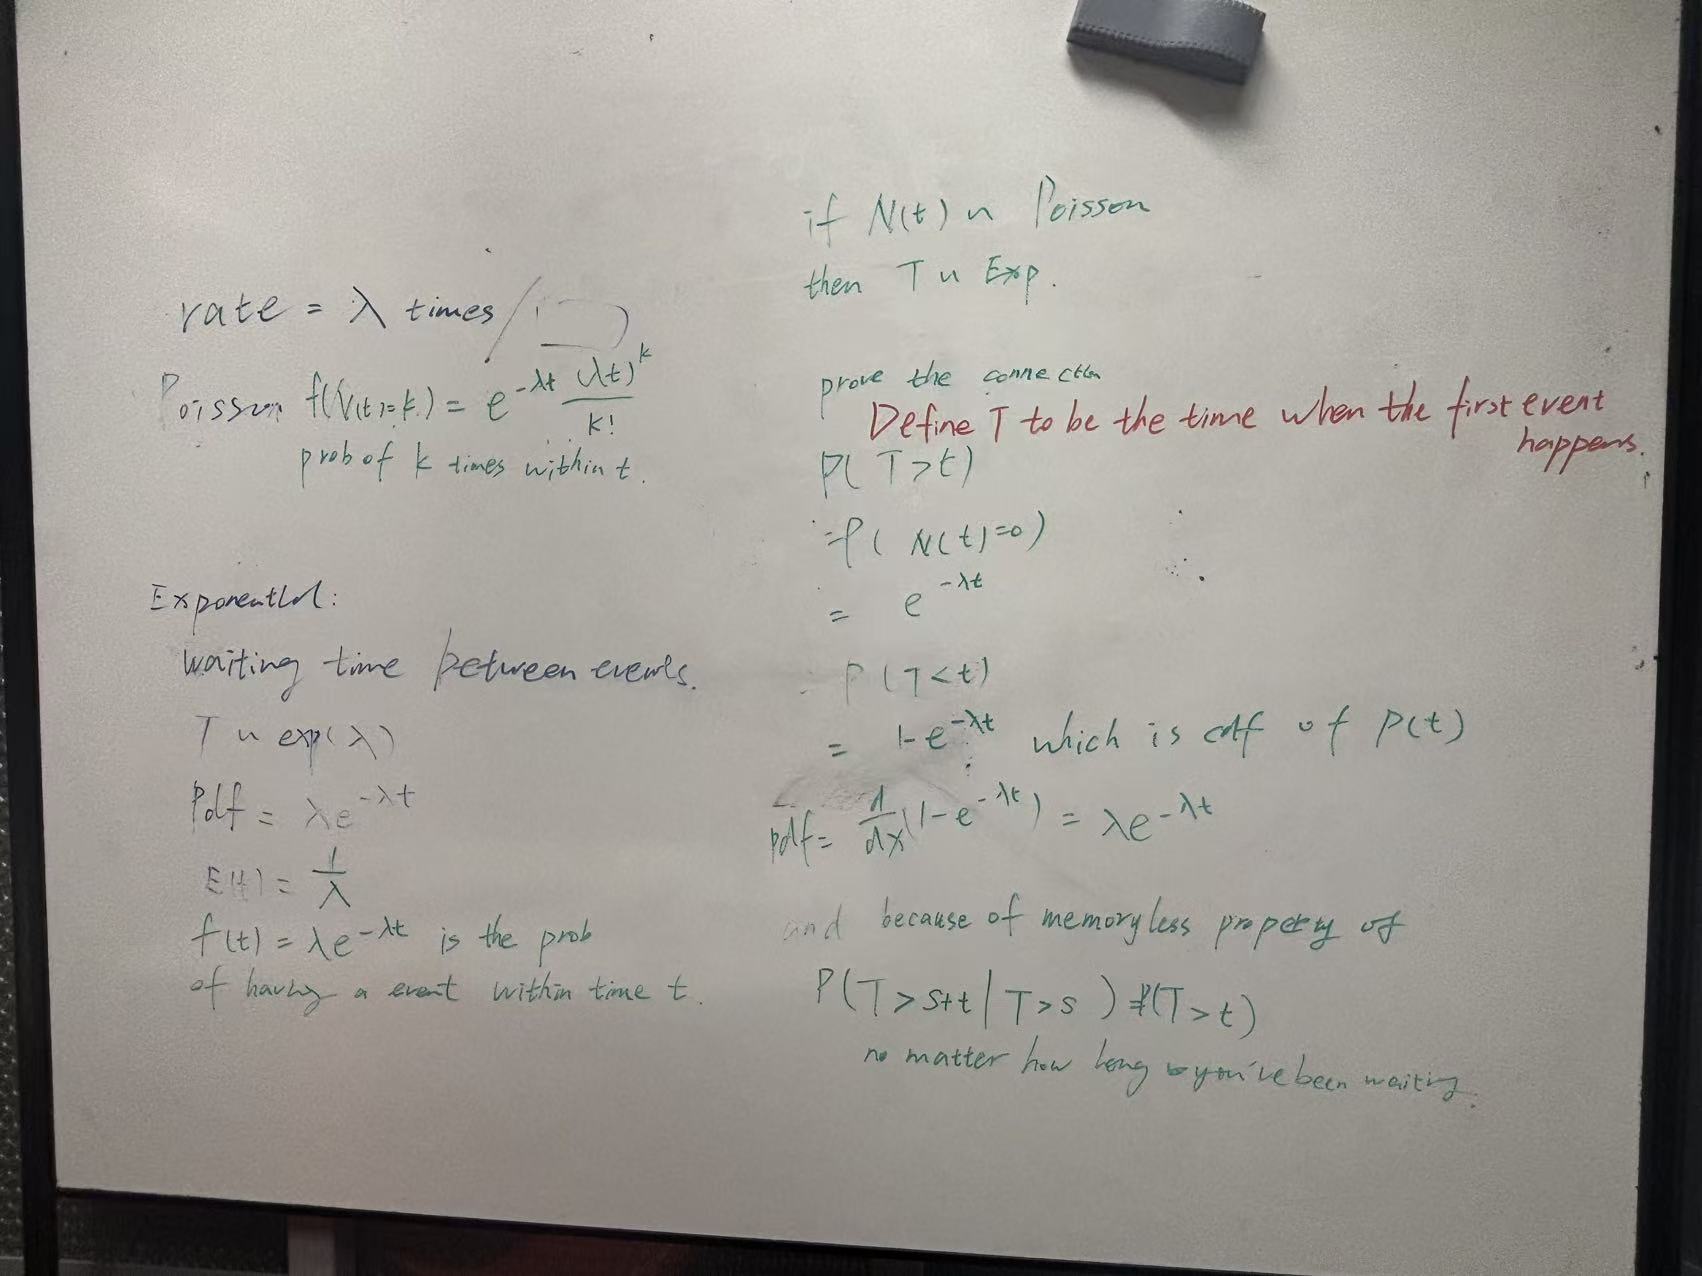 rate = λ times/
Poisson f(N(t)=k) = e^{-λt} (λt)^k / k!
prob of k times within t.
Exponential:
waiting time between events.
T ~ exp(λ)
Pdf = λe^{-λt}
E(t) = 1/λ
f(t) = λe^{-λt} is the prob
of having a event within time t.
if N(t) ~ Poisson
then T ~ Exp.
prove the connection
Define T to be the time when the first event
happens.
P( T > t)
= P( N(t)=0)
= e^{-λt}
P(T<t)
= 1-e^{-λt} which is cdf of P(t)
pdf = d/dx (1-e^{-λt}) = λe^{-λt}
and because of memoryless property of
P(T > s+t | T > s) = P(T > t)
no matter how long you've been waiting.